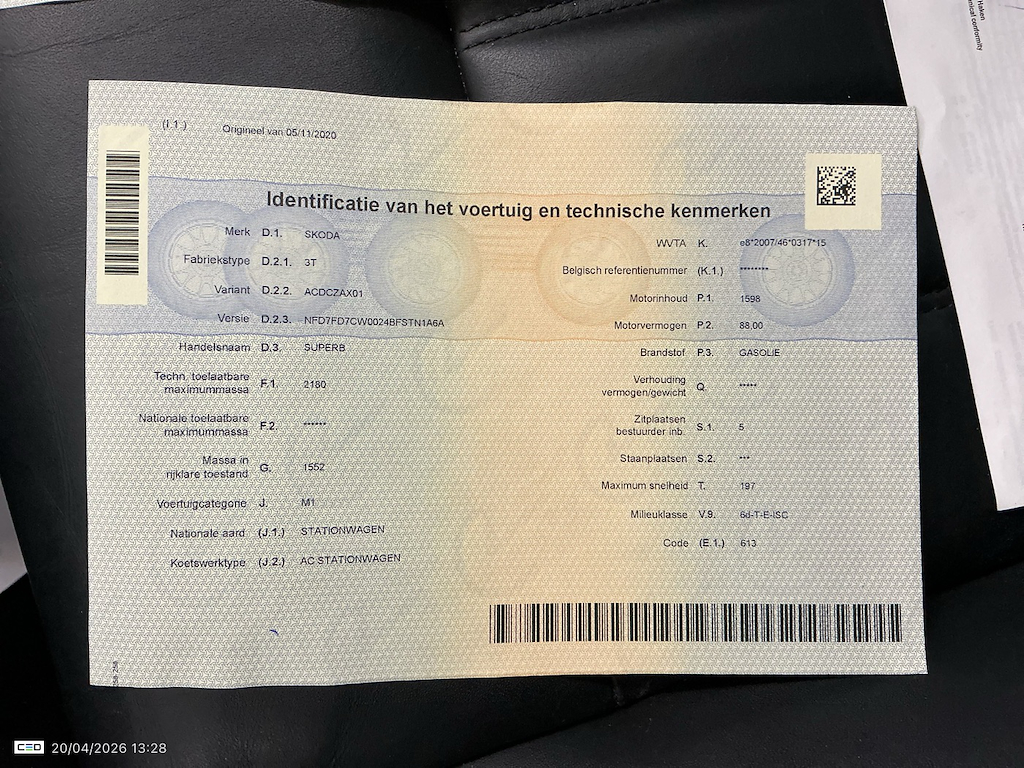 (I.1.) Origineel van 05/11/2020
Identificatie van het voertuig en technische kenmerken
Merk D.1. SKODA
Fabriekstype D.2.1. 3T
Variant D.2.2. ACDCZAX01
Versie D.2.3. NFD7FD7CW0024BFSTN1A6A
Handelsnaam D.3. SUPERB
Techn. toelaatbare
maximummassa F.1. 2180
Nationale toelaatbare
maximummassa F.2. ******
Massa in
rijklare toestand G. 1552
Voertuigcategorie J. M1
Nationale aard (J.1.) STATIONWAGEN
Koetswerktype (J.2.) AC STATIONWAGEN
WVTA K. e8*2007/46*0317*15
Belgisch referentienummer (K.1.) ********
Motorinhoud P.1. 1598
Motorvermogen P.2. 88,00
Brandstof P.3. GASOLIE
Verhouding
vermogen/gewicht Q. *****
Zitplaatsen
bestuurder inb. S.1. 5
Staanplaatsen S.2. ***
Maximum snelheid T. 197
Milieuklasse V.9. 6d-T-E-ISC
Code (E.1.) 613
Haken
nical conformity
CEO 20/04/2026 13:28